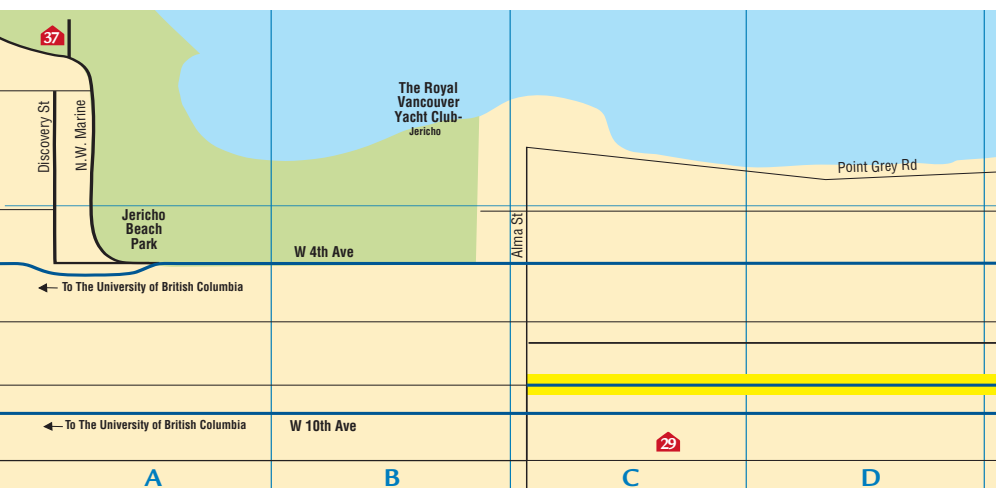 37
The Royal
Vancouver
Yacht Club-
Jericho
Discovery St
N.W. Marine
Point Grey Rd
Jericho
Beach
Park
Alma St
W 4th Ave
To The University of British Columbia
To The University of British Columbia
W 10th Ave
29
A
B
C
D